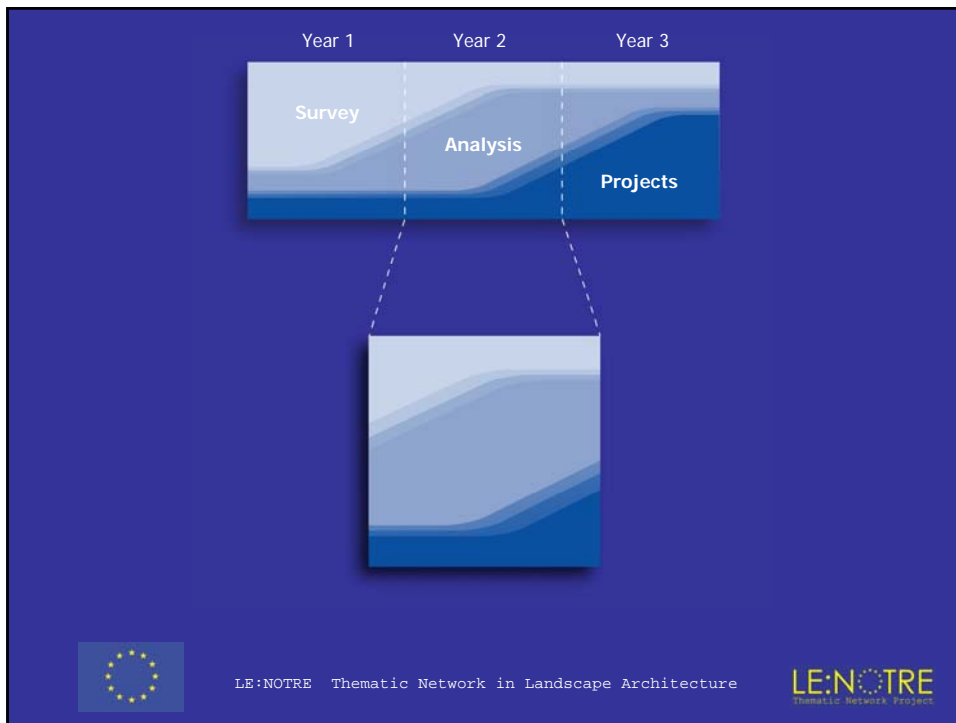 Year 1 Year 2 Year 3
Survey
Analysis
Projects
LE:NOTRE Thematic Network in Landscape Architecture
LE:NOTRE
Thematic Network Project